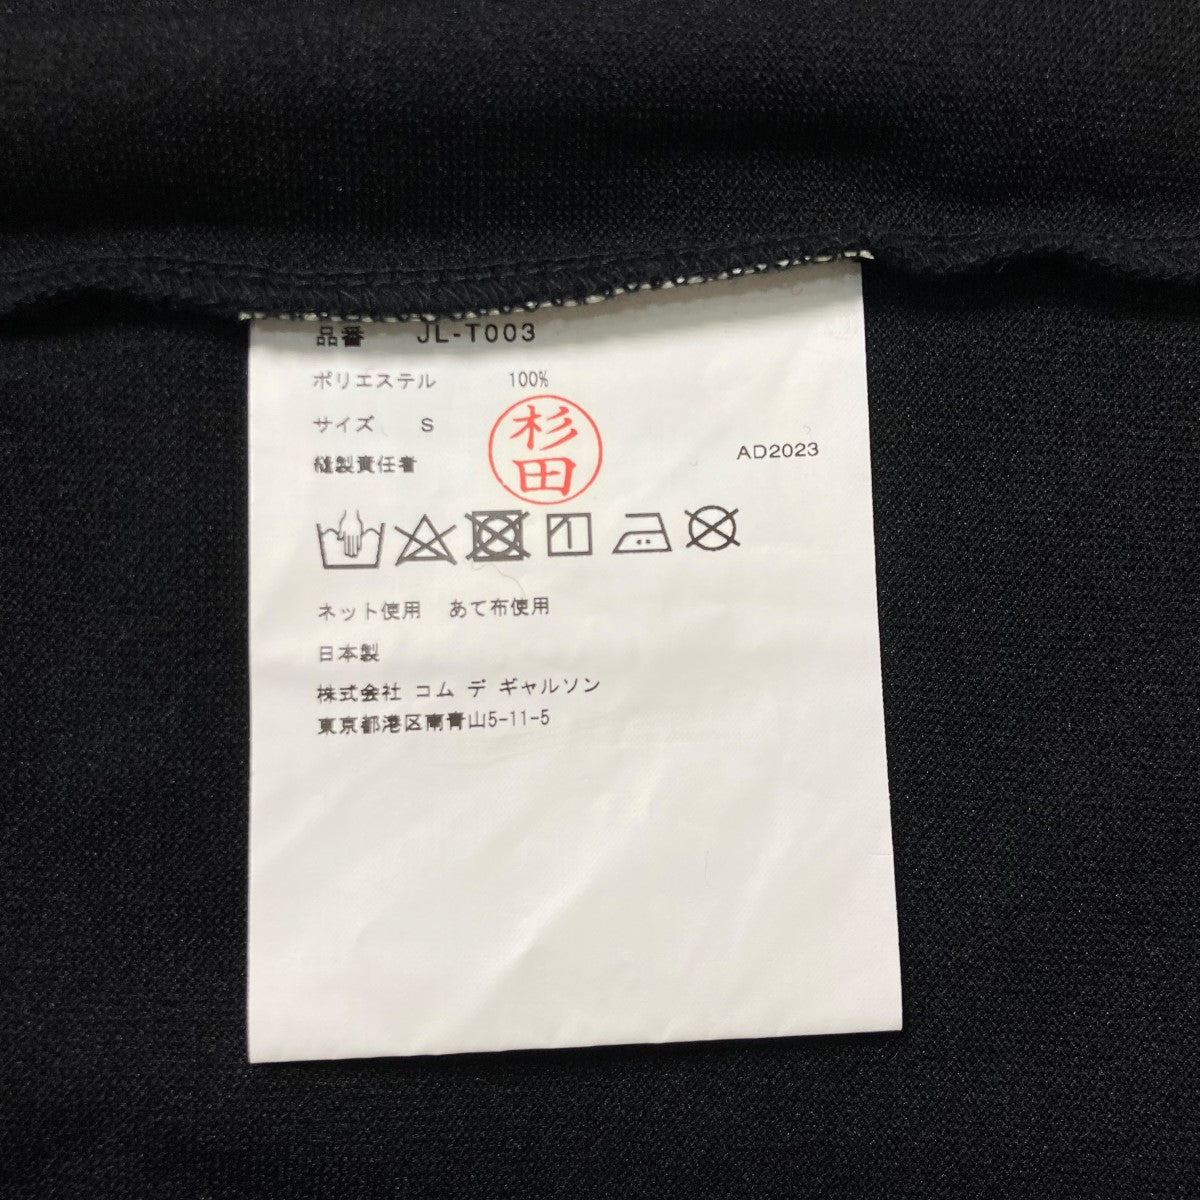 品番 JL-T003
ポリエステル 100%
サイズ S
縫製責任者 杉田
AD2023
ネット使用 あて布使用
日本製
株式会社 コム デ ギャルソン
東京都港区南青山5-11-5